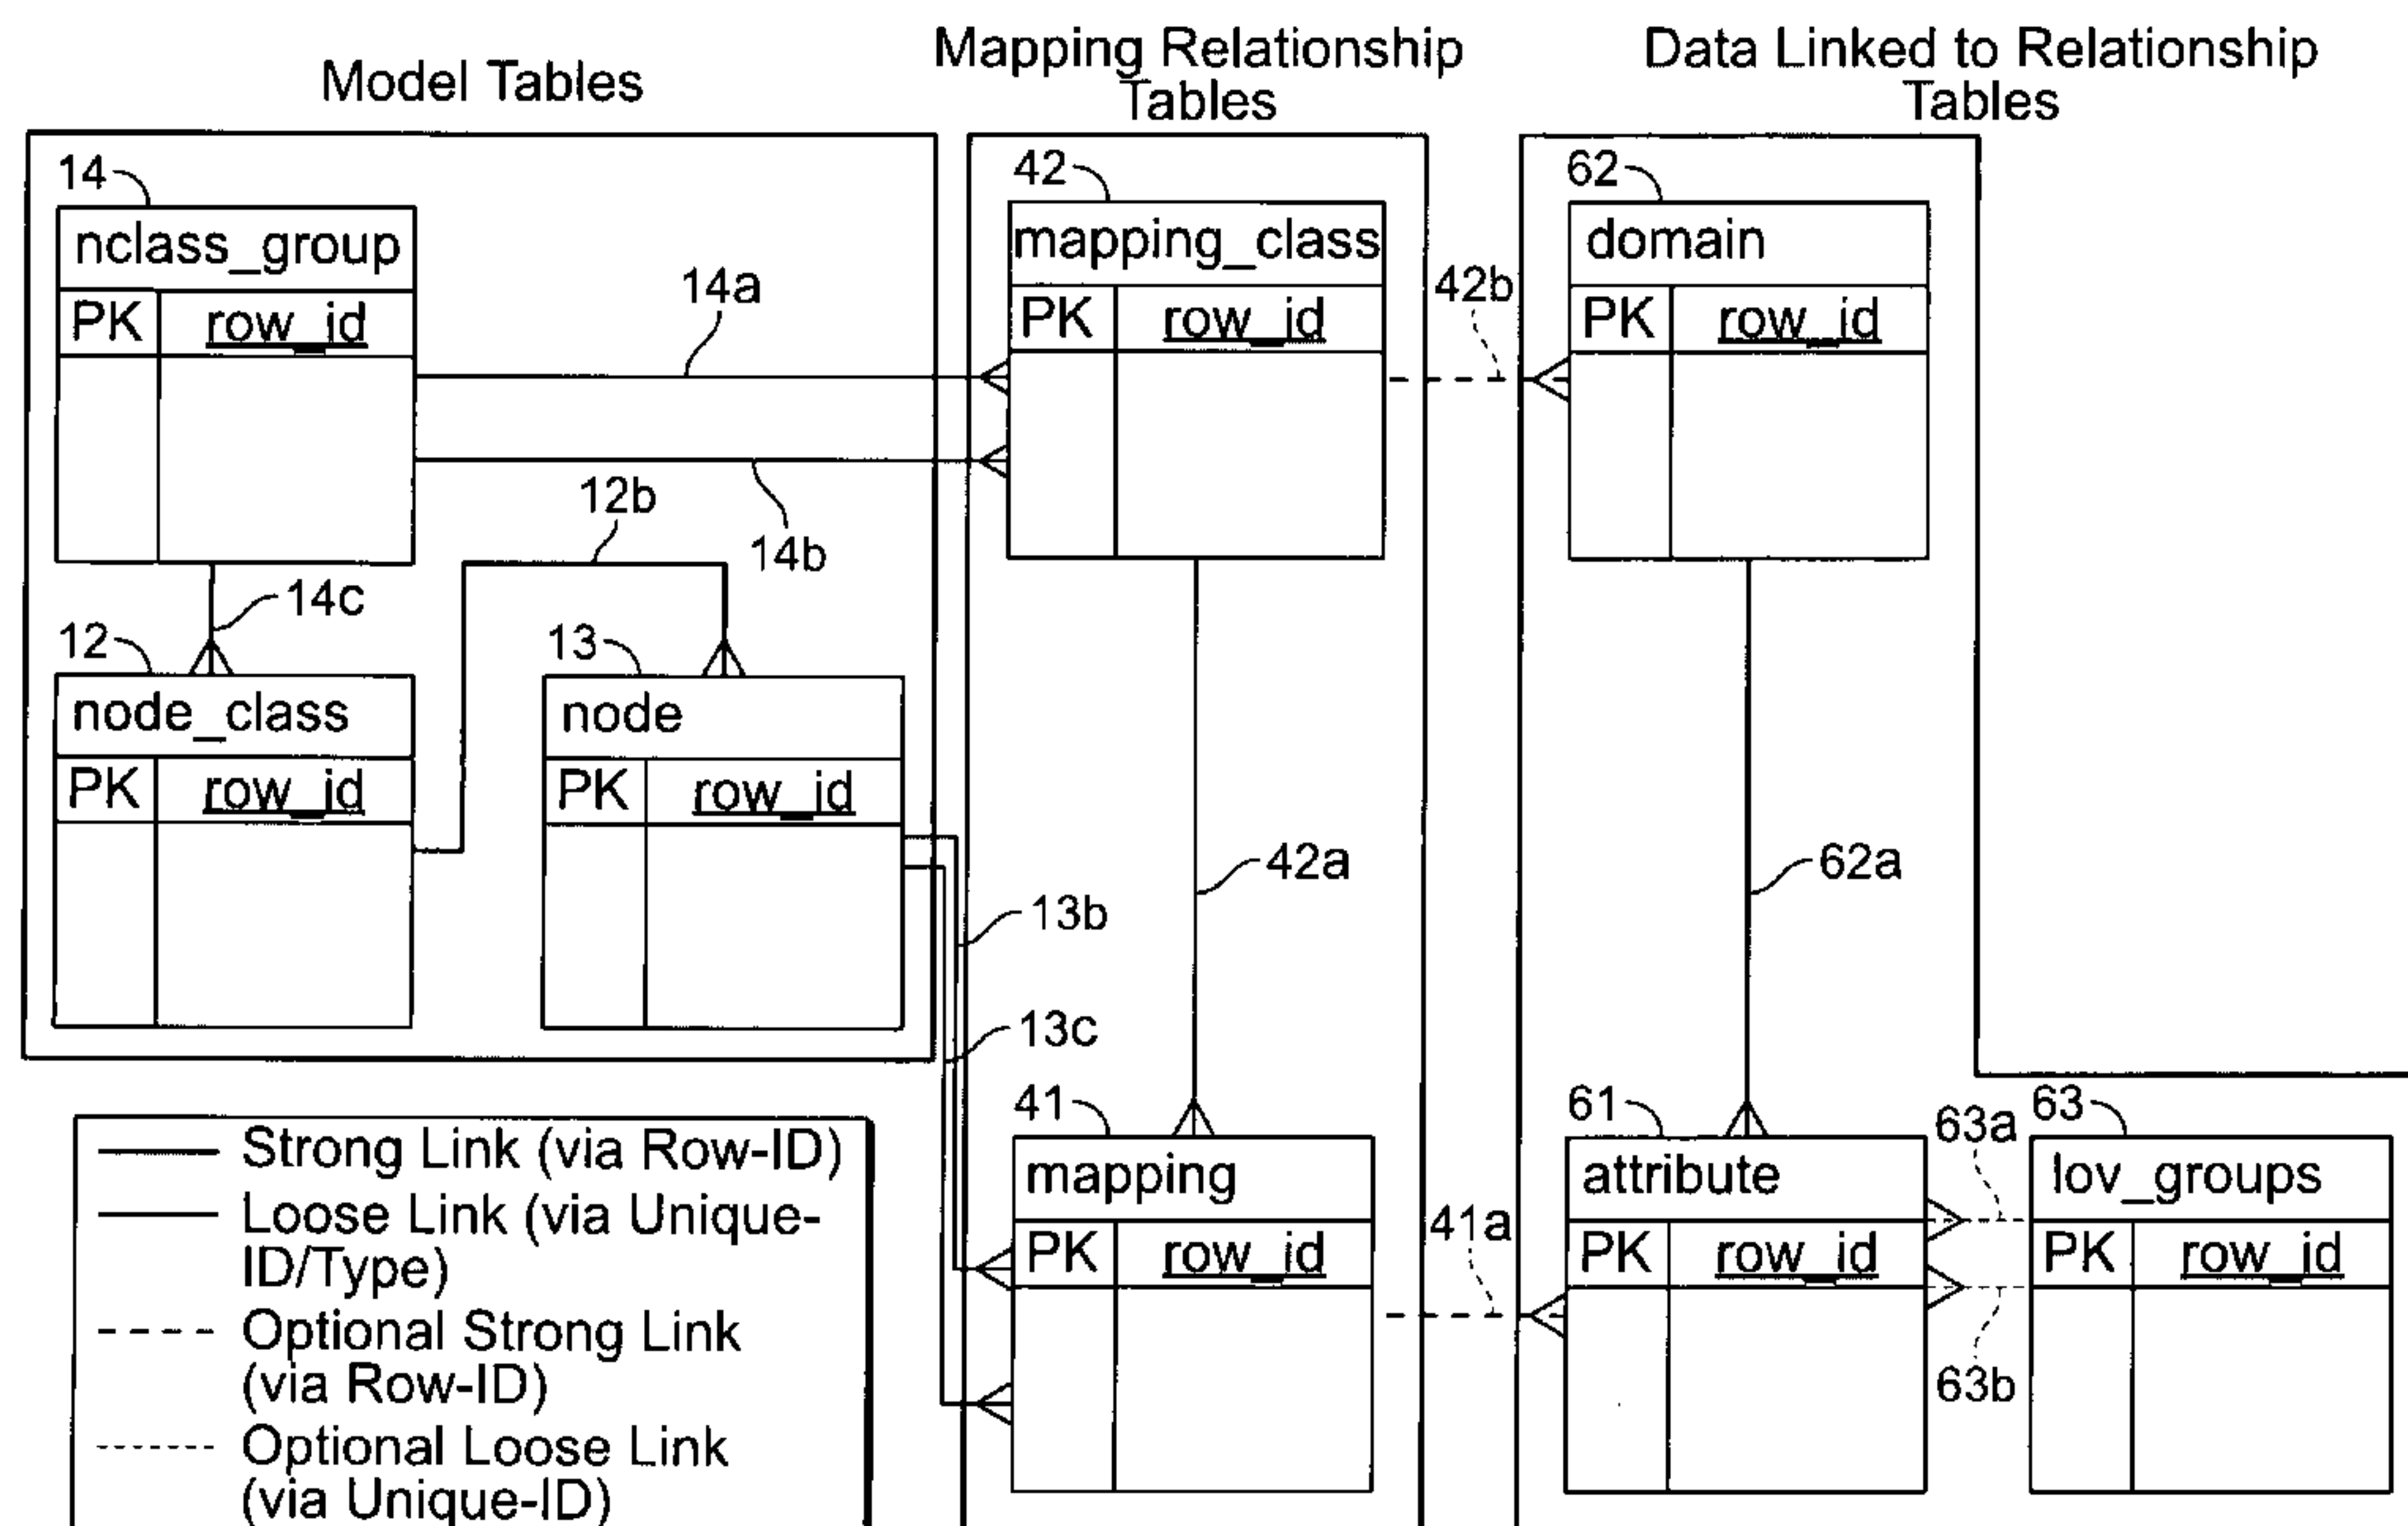 Model Tables
Mapping Relationship
Tables
Data Linked to Relationship
Tables
14
nclass_group
PK row_id
14a
14b
14c
12b
12
node_class
PK row_id
13
node
PK row_id
13b
13c
42
mapping_class
PK row_id
42b
42a
41
mapping
PK row_id
41a
62
domain
PK row_id
62a
61
attribute
PK row_id
63a
63b
63
lov_groups
PK row_id
Strong Link (via Row-ID)
Loose Link (via Unique-
ID/Type)
Optional Strong Link
(via Row-ID)
Optional Loose Link
(via Unique-ID)